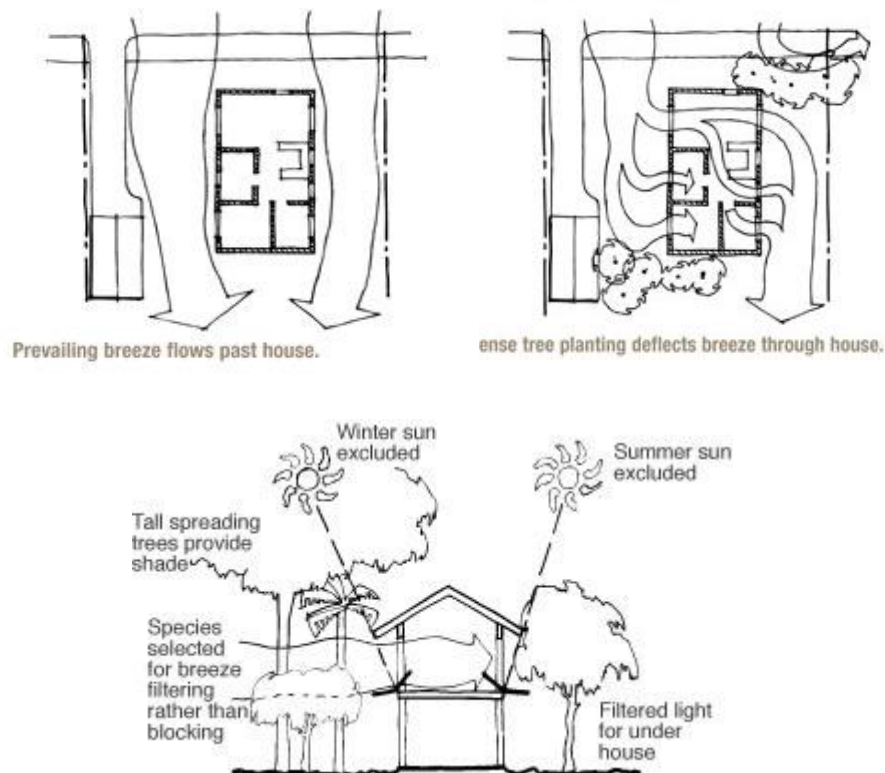 Prevailing breeze flows past house.
ense tree planting deflects breeze through house.
Winter sun
excluded
Summer sun
excluded
Tall spreading
trees provide
shade
Species
selected
for breeze
filtering
rather than
blocking
Filtered light
for under
house